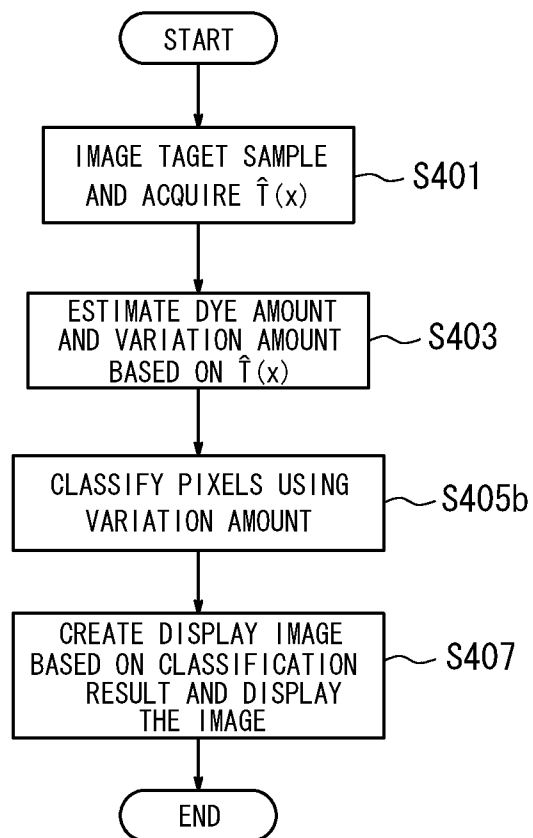 START
IMAGE TAGET SAMPLE
AND ACQUIRE T̂(x)
S401
ESTIMATE DYE AMOUNT
AND VARIATION AMOUNT
BASED ON T̂(x)
S403
CLASSIFY PIXELS USING
VARIATION AMOUNT
S405b
CREATE DISPLAY IMAGE
BASED ON CLASSIFICATION
RESULT AND DISPLAY
THE IMAGE
S407
END